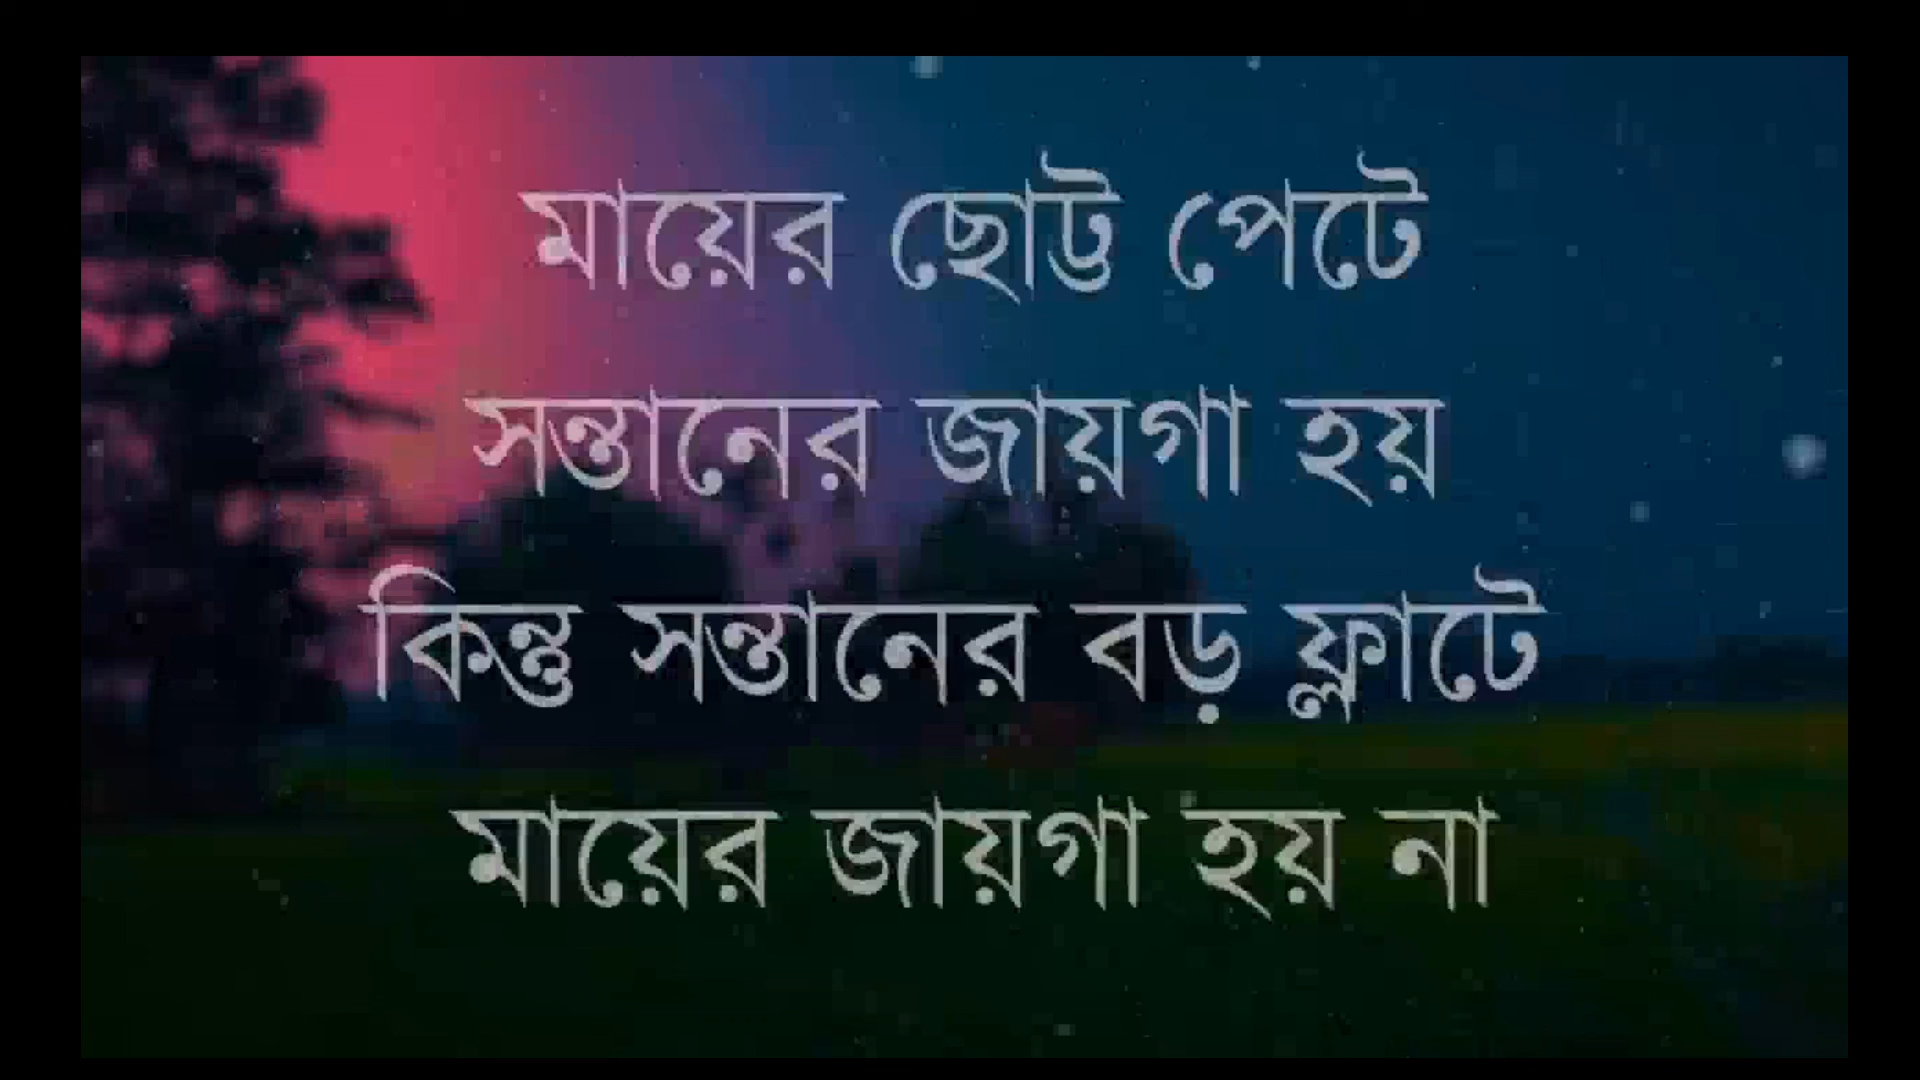 মায়ের ছোট্ট পেটে
সন্তানের জায়গা হয়
কিন্তু সন্তানের বড় ফ্লাটে
মায়ের জায়গা হয় না